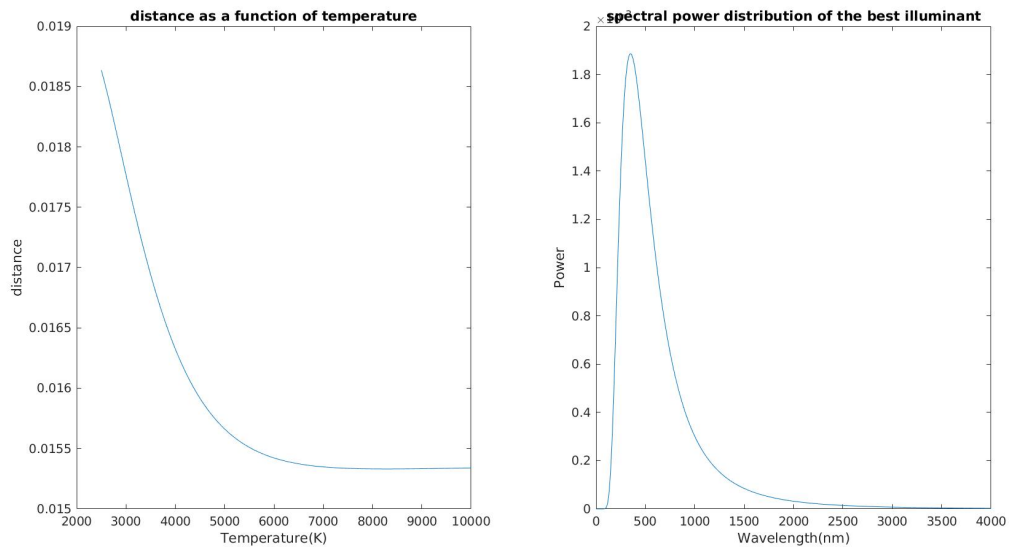 distance as a function of temperature
0.019
0.0185
0.018
0.0175
0.017
0.0165
0.016
0.0155
0.015
distance
2000 3000 4000 5000 6000 7000 8000 9000 10000
Temperature(K)
spectral power distribution of the best illuminant
2
1.8
1.6
1.4
1.2
1
0.8
0.6
0.4
0.2
0
Power
0 500 1000 1500 2000 2500 3000 3500 4000
Wavelength(nm)